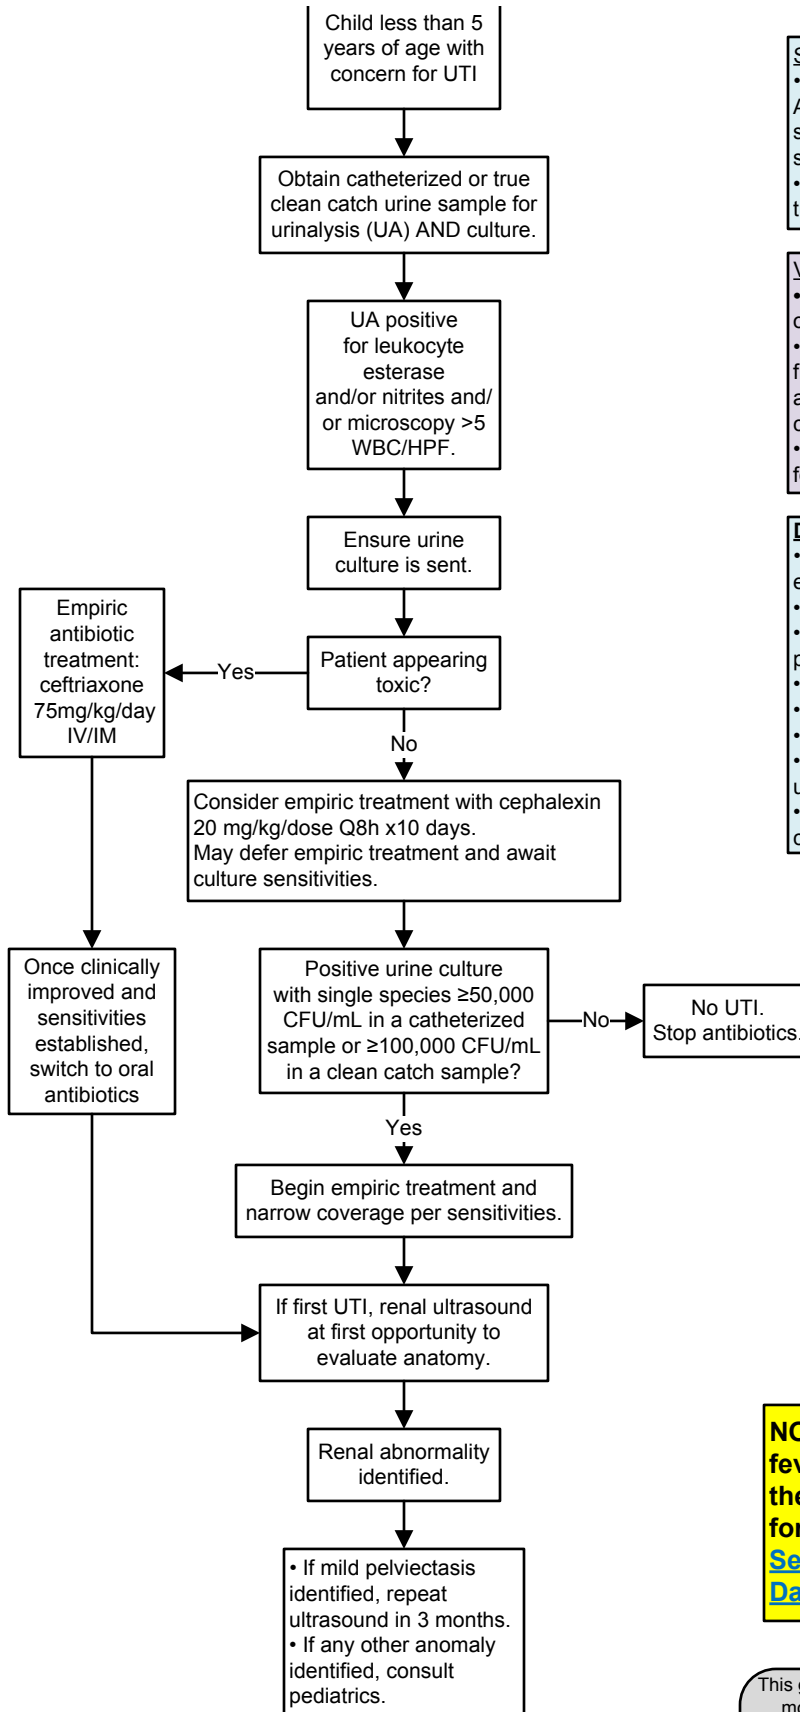 Child less than 5
years of age with
concern for UTI
Obtain catheterized or true
clean catch urine sample for
urinalysis (UA) AND culture.
UA positive
for leukocyte
esterase
and/or nitrites and/
or microscopy >5
WBC/HPF.
Ensure urine
culture is sent.
Patient appearing
toxic?
Yes
Empiric
antibiotic
treatment:
ceftriaxone
75mg/kg/day
IV/IM
No
Consider empiric treatment with cephalexin
20 mg/kg/dose Q8h x10 days.
May defer empiric treatment and await
culture sensitivities.
Once clinically
improved and
sensitivities
established,
switch to oral
antibiotics
Positive urine culture
with single species ≥50,000
CFU/mL in a catheterized
sample or ≥100,000 CFU/mL
in a clean catch sample?
No
No UTI.
Stop antibiotics.
Yes
Begin empiric treatment and
narrow coverage per sensitivities.
If first UTI, renal ultrasound
at first opportunity to
evaluate anatomy.
Renal abnormality
identified.
• If mild pelviectasis
identified, repeat
ultrasound in 3 months.
• If any other anomaly
identified, consult
pediatrics.
This